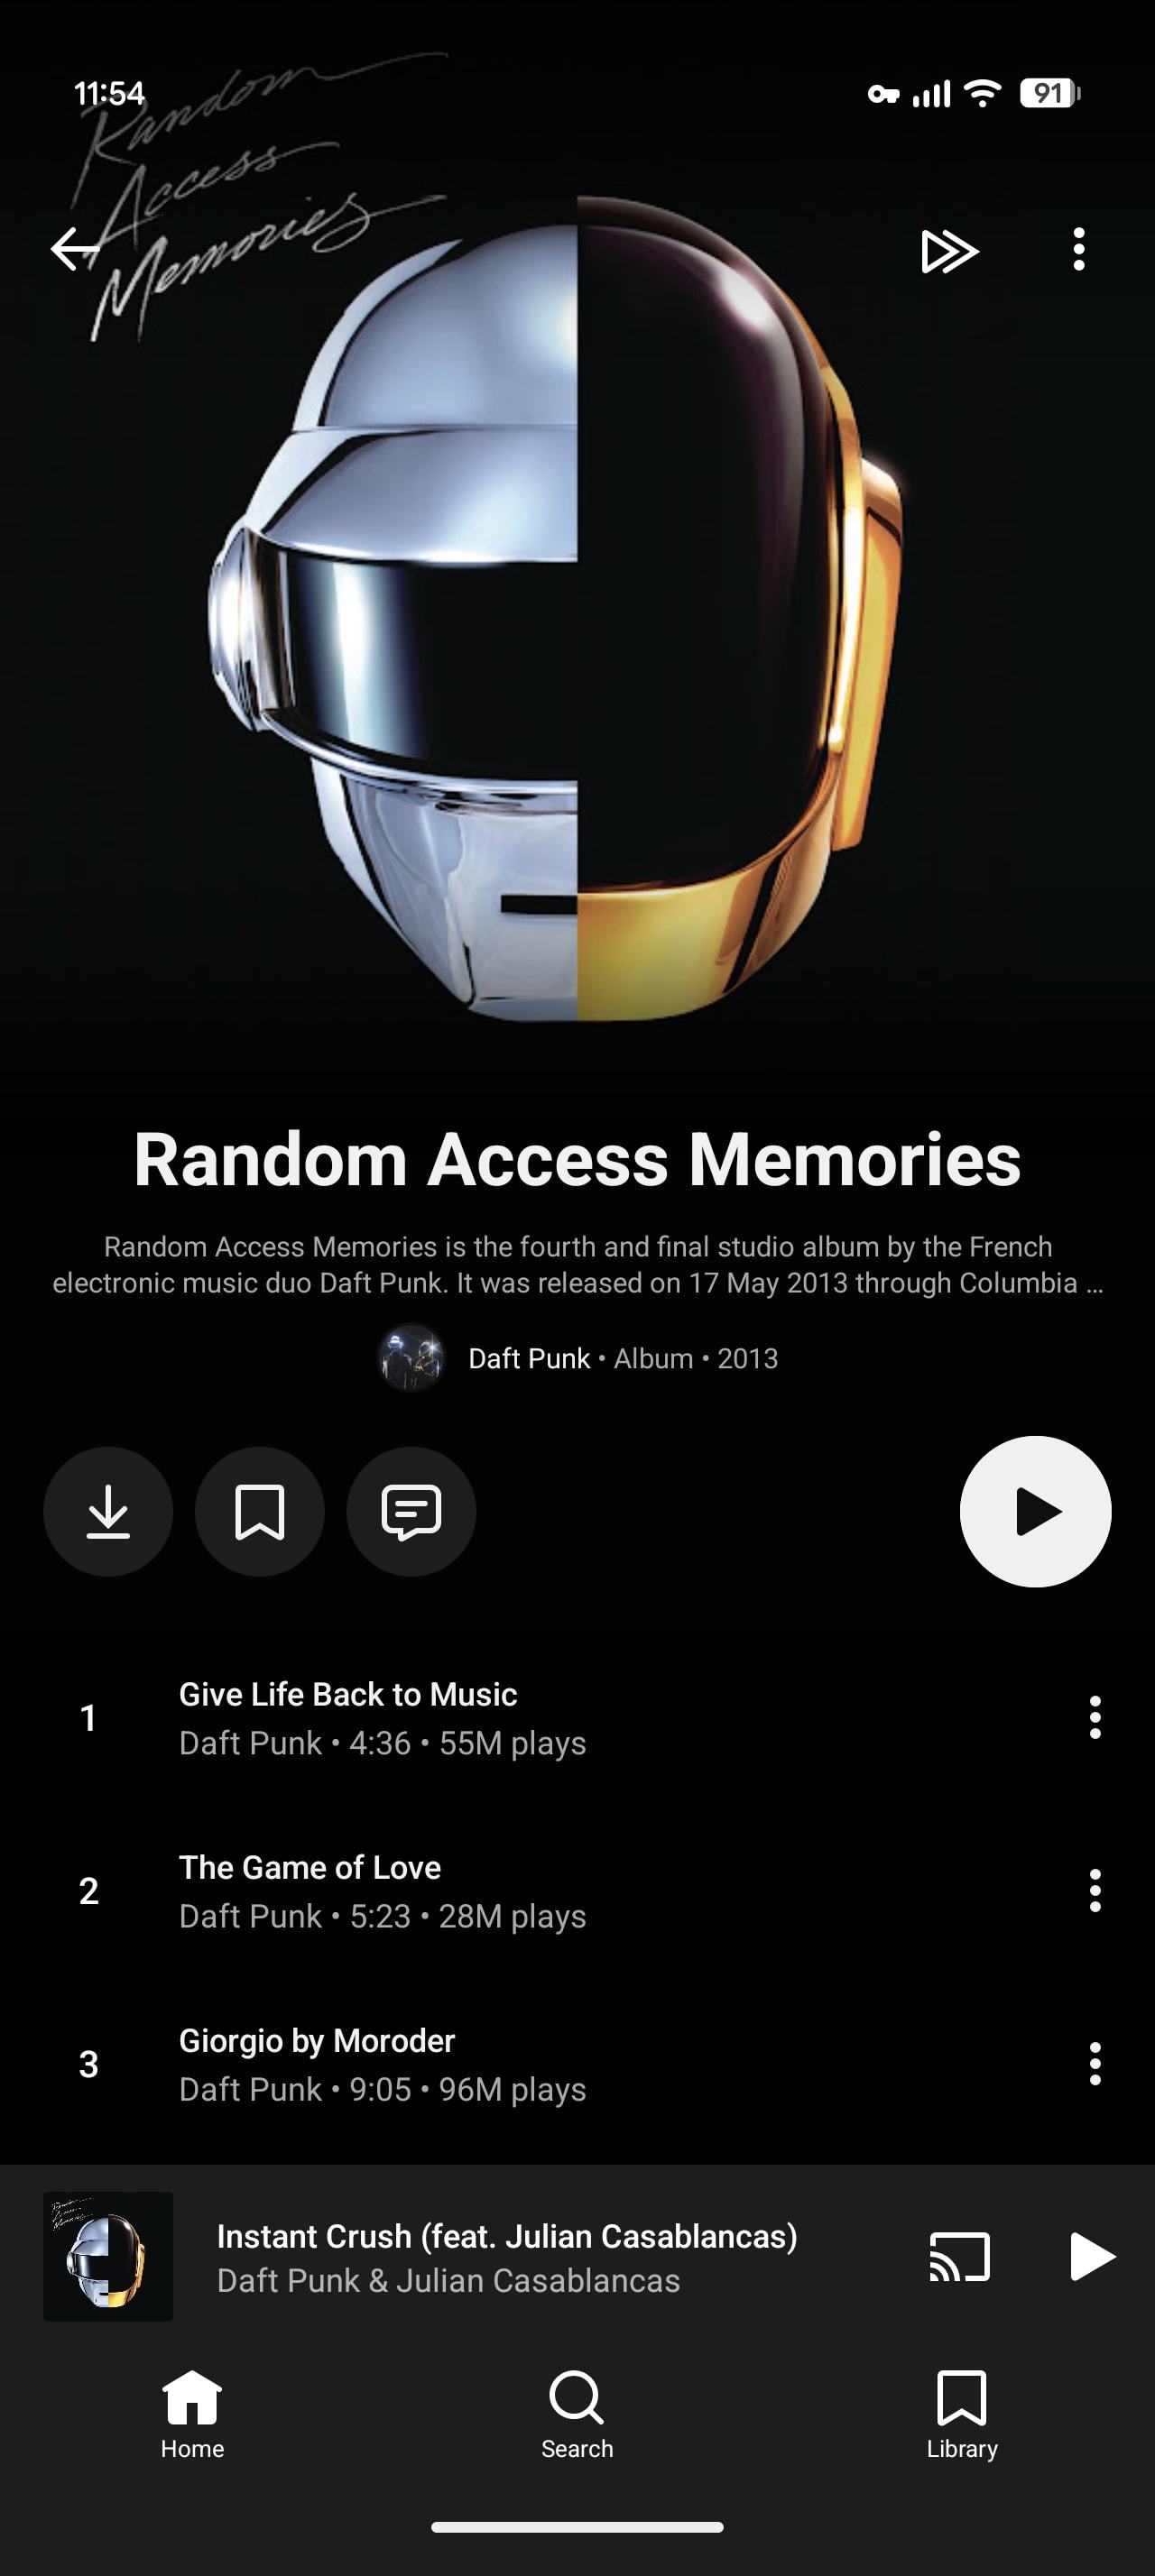 11:54
91
Random
Access
Memories
Random Access Memories
Random Access Memories is the fourth and final studio album by the French
electronic music duo Daft Punk. It was released on 17 May 2013 through Columbia ...
Daft Punk • Album • 2013
1
Give Life Back to Music
Daft Punk • 4:36 • 55M plays
2
The Game of Love
Daft Punk • 5:23 • 28M plays
3
Giorgio by Moroder
Daft Punk • 9:05 • 96M plays
Instant Crush (feat. Julian Casablancas)
Daft Punk & Julian Casablancas
Home
Search
Library